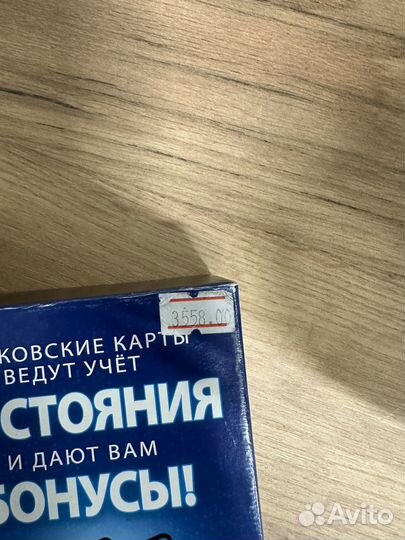 3558.00
КОВСКИЕ КАРТЫ
ВЕДУТ УЧЁТ
СТОЯНИЯ
И ДАЮТ ВАМ
БОНУСЫ!
Avito